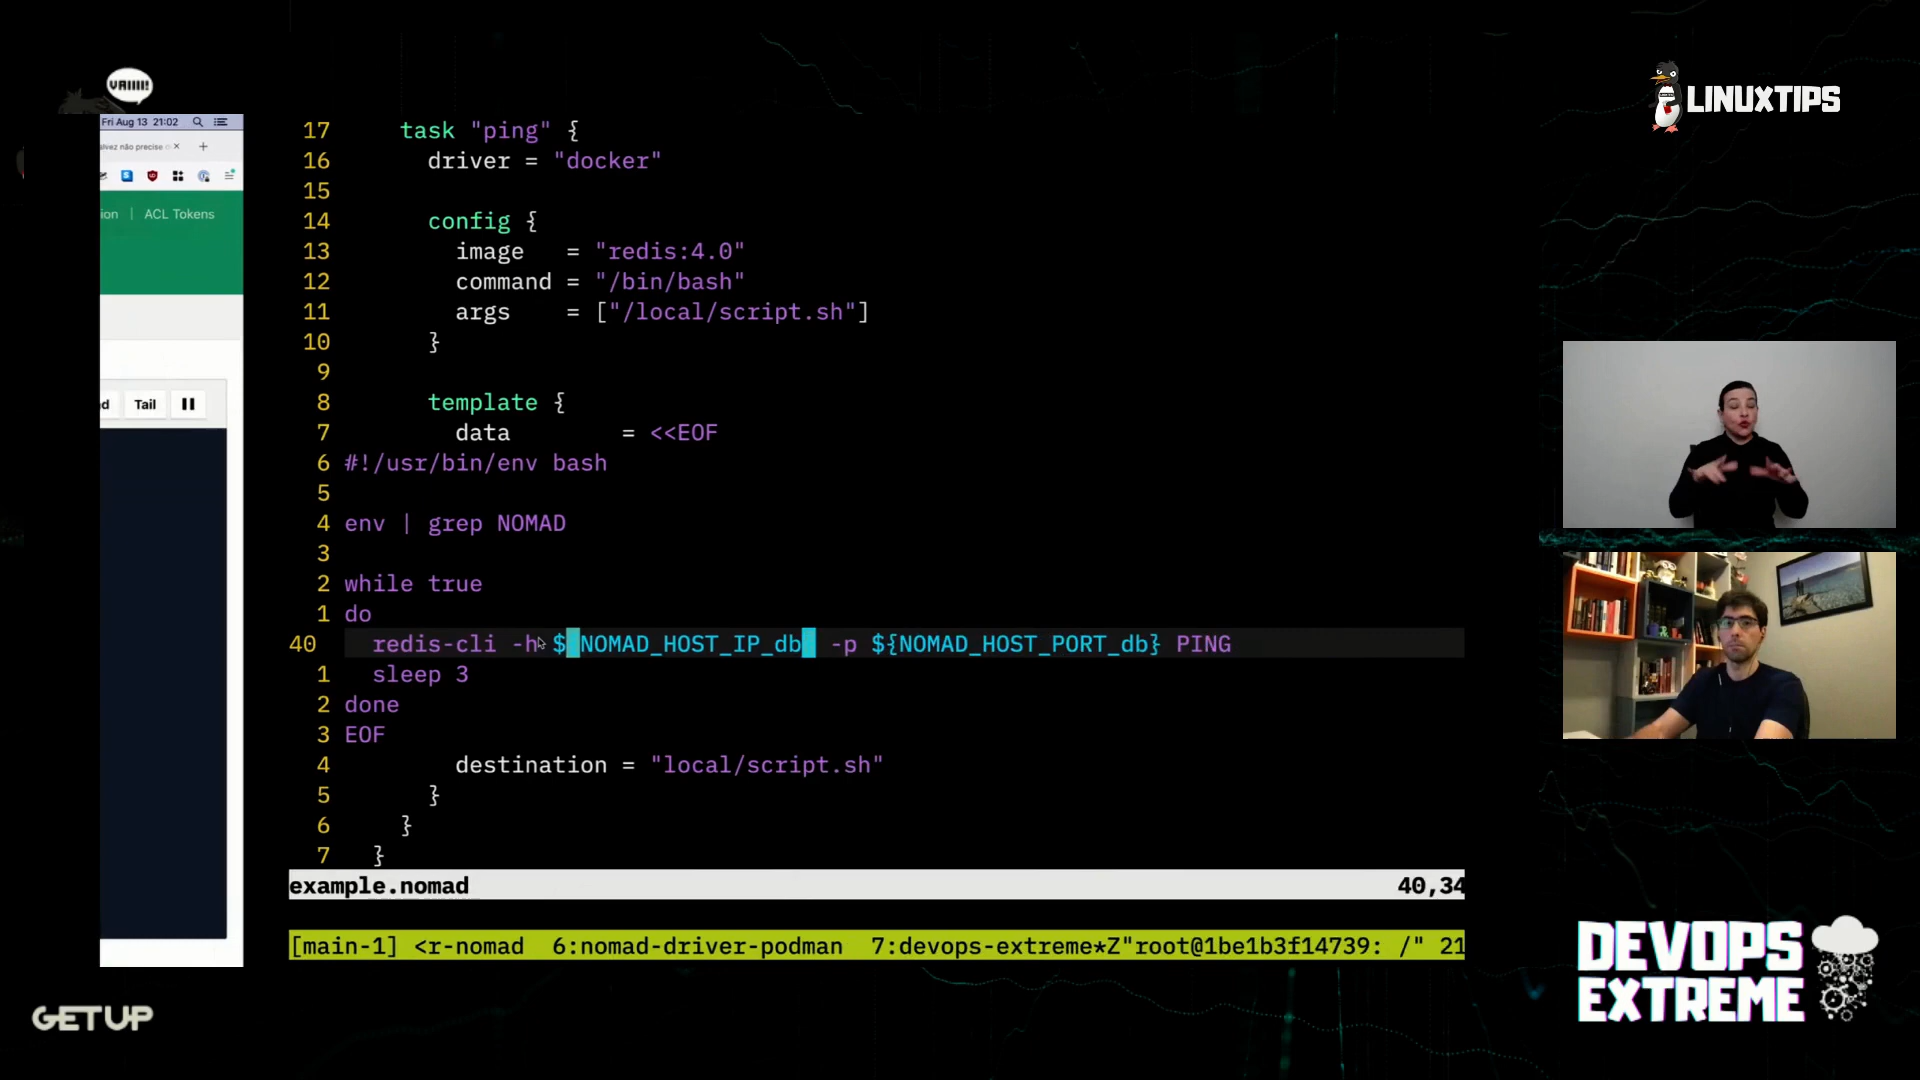 VAIIII!
LINUXTIPS
Fri Aug 13 21:02
alvez não precise
ion | ACL Tokens
d Tail
17 task "ping" {
16 driver = "docker"
15
14 config {
13 image = "redis:4.0"
12 command = "/bin/bash"
11 args = ["/local/script.sh"]
10 }
9
8 template {
7 data = <<EOF
6 #!/usr/bin/env bash
5
4 env | grep NOMAD
3
2 while true
1 do
40 redis-cli -h ${NOMAD_HOST_IP_db} -p ${NOMAD_HOST_PORT_db} PING
1 sleep 3
2 done
3 EOF
4 destination = "local/script.sh"
5 }
6 }
7 }
example.nomad 40,34
[main-1] <r-nomad 6:nomad-driver-podman 7:devops-extreme*Z"root@1be1b3f14739: /" 21
GETUP
DEVOPS
EXTREME